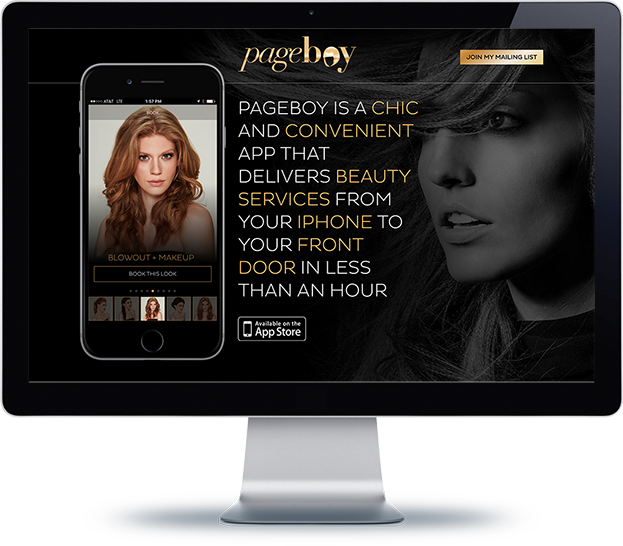 pageboy
JOIN MY MAILING LIST
AT&T LTE 1:57 PM
BLOWOUT + MAKEUP
BOOK THIS LOOK
PAGEBOY IS A CHIC
AND CONVENIENT
APP THAT
DELIVERS BEAUTY
SERVICES FROM
YOUR IPHONE TO
YOUR FRONT
DOOR IN LESS
THAN AN HOUR
Available on the
App Store